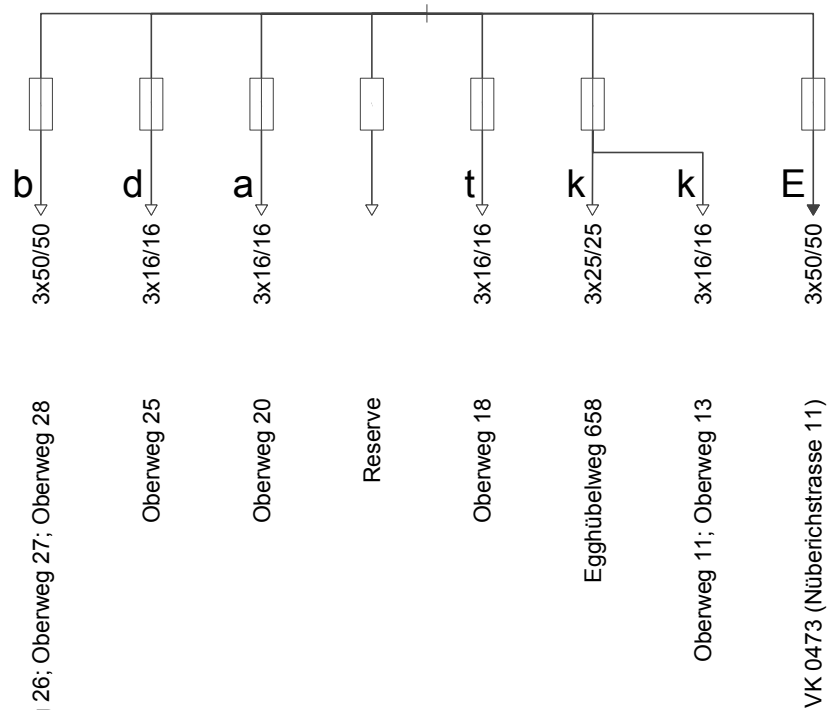 b
d
a
t
k
k
E
3x50/50
3x16/16
3x16/16
3x16/16
3x25/25
3x16/16
3x50/50
26; Oberweg 27; Oberweg 28
Oberweg 25
Oberweg 20
Reserve
Oberweg 18
Egghübelweg 658
Oberweg 11; Oberweg 13
VK 0473 (Nüberichstrasse 11)